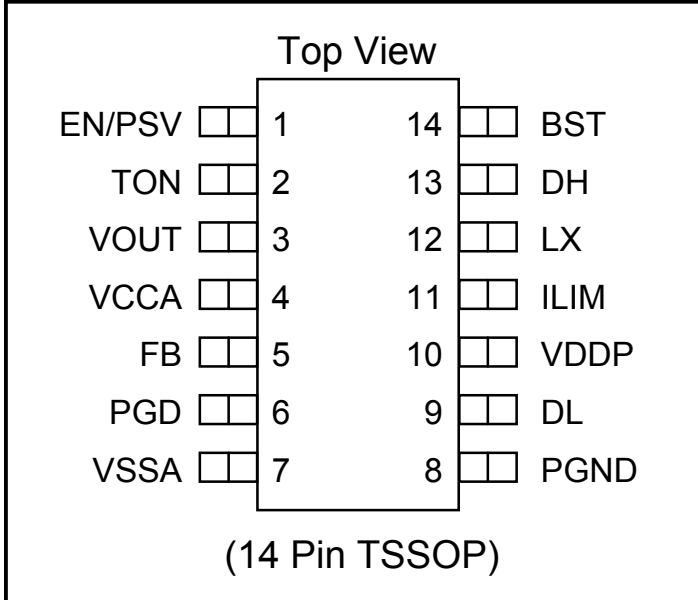 Top View
EN/PSV 1 14 BST
TON 2 13 DH
VOUT 3 12 LX
VCCA 4 11 ILIM
FB 5 10 VDDP
PGD 6 9 DL
VSSA 7 8 PGND
(14 Pin TSSOP)